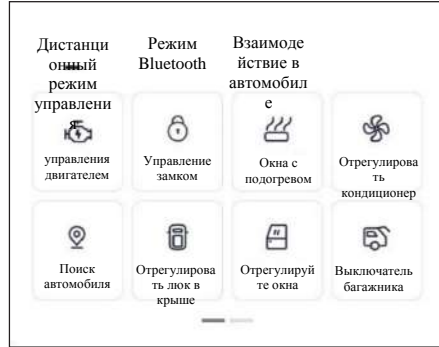 Дистанци
онный
режим
управлени
я
Режим
Bluetooth
Взаимоде
йствие в
автомобил
е
управления
двигателем
Управление
замком
Окна с
подогревом
Отрегулирова
ть
кондиционер
Поиск
автомобиля
Отрегулирова
ть люк в
крыше
Отрегулируй
те окна
Выключатель
багажника